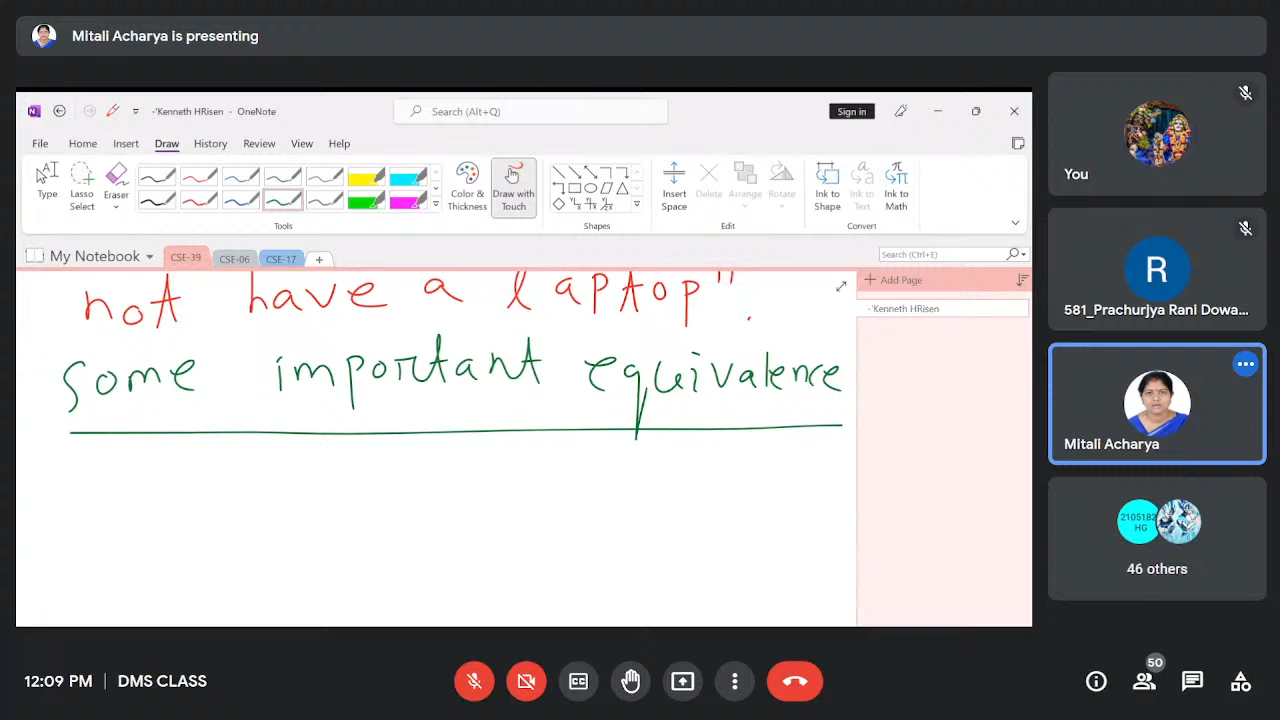 Mitali Acharya is presenting
-'Kenneth HRisen - OneNote
Search (Alt+Q)
Sign in
File Home Insert Draw History Review View Help
Type
Lasso Select
Eraser
Color & Thickness
Draw with Touch
Insert Space
Delete
Arrange
Rotate
Ink to Shape
Ink to Text
Ink to Math
Tools Shapes Edit Convert
My Notebook CSE-39 CSE-06 CSE-17 +
Search (Ctrl+E)
Add Page
-'Kenneth HRisen
not have a laptop".
some important equivalence
You
R
581_Prachurjya Rani Dowa...
Mitali Acharya
2105182 HG
46 others
12:09 PM | DMS CLASS
50